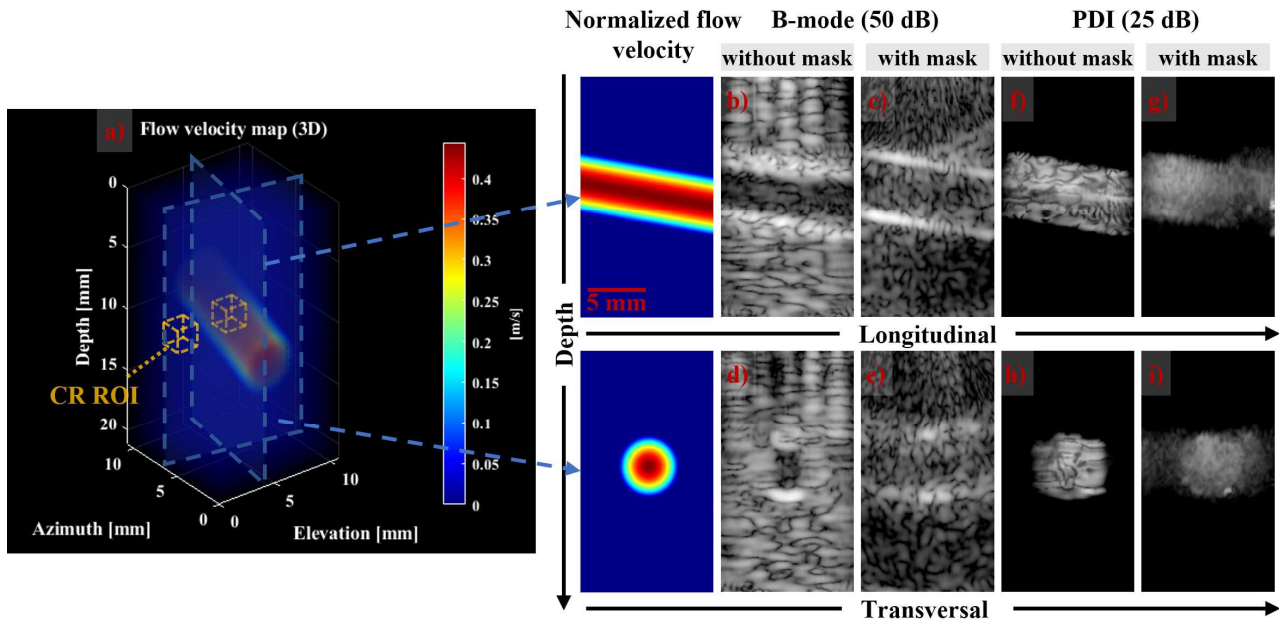 Normalized flow
velocity
B-mode (50 dB)
PDI (25 dB)
without mask
with mask
without mask
with mask
a)
Flow velocity map (3D)
0
5
10
15
20
Depth [mm]
CR ROI
10
5
0
Azimuth [mm]
0
5
10
Elevation [mm]
0.4
0.35
0.3
0.25
0.2
0.15
0.1
0.05
0
[m/s]
Depth
5 mm
b)
c)
f)
g)
Longitudinal
d)
e)
h)
i)
Transversal